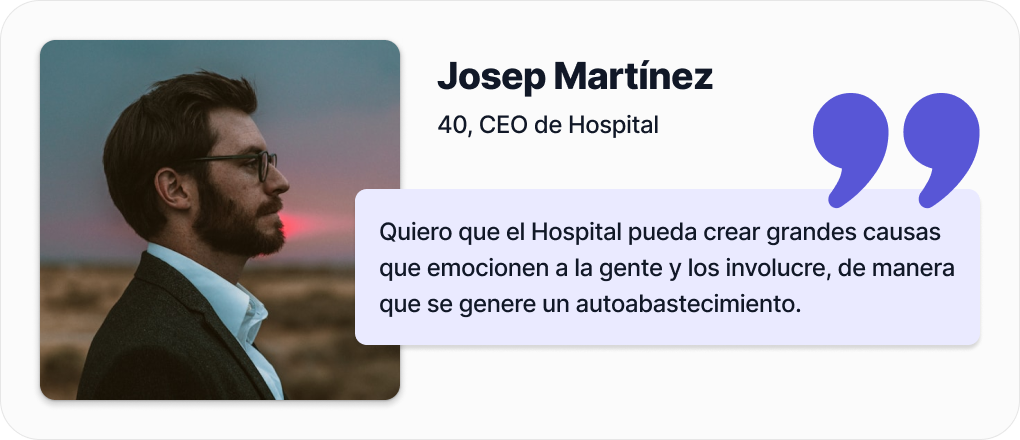 Josep Martínez
40, CEO de Hospital
Quiero que el Hospital pueda crear grandes causas
que emocionen a la gente y los involucre, de manera
que se genere un autoabastecimiento.